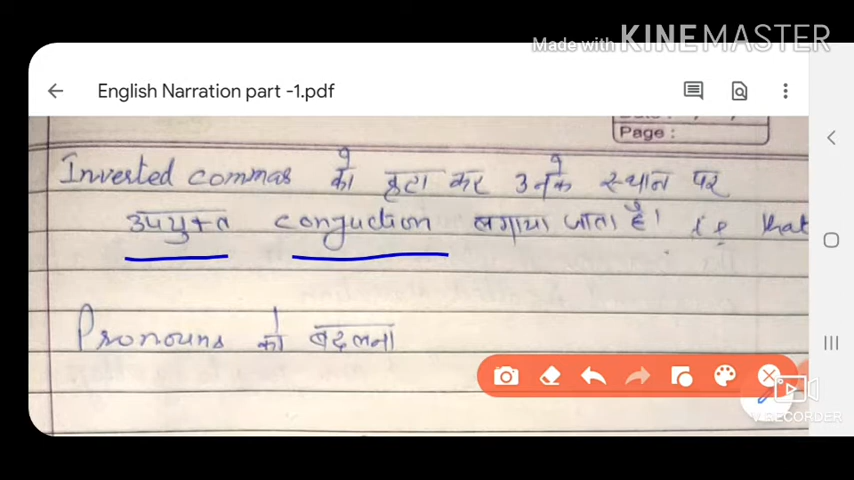 Made with KINEMASTER
English Narration part -1.pdf
Page :
Inverted commas को हटा कर उनके स्थान पर
उपयुक्त conjuction लगाया जाता है। i.e that
Pronouns को बदलना
V RECORDER